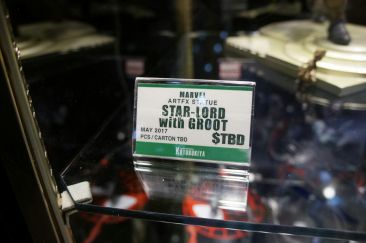 MARVEL
ARTFX STATUE
STAR-LORD
with GROOT
MAY 2017
PCS / CARTON TBD
$TBD
KOTOBUKIYA